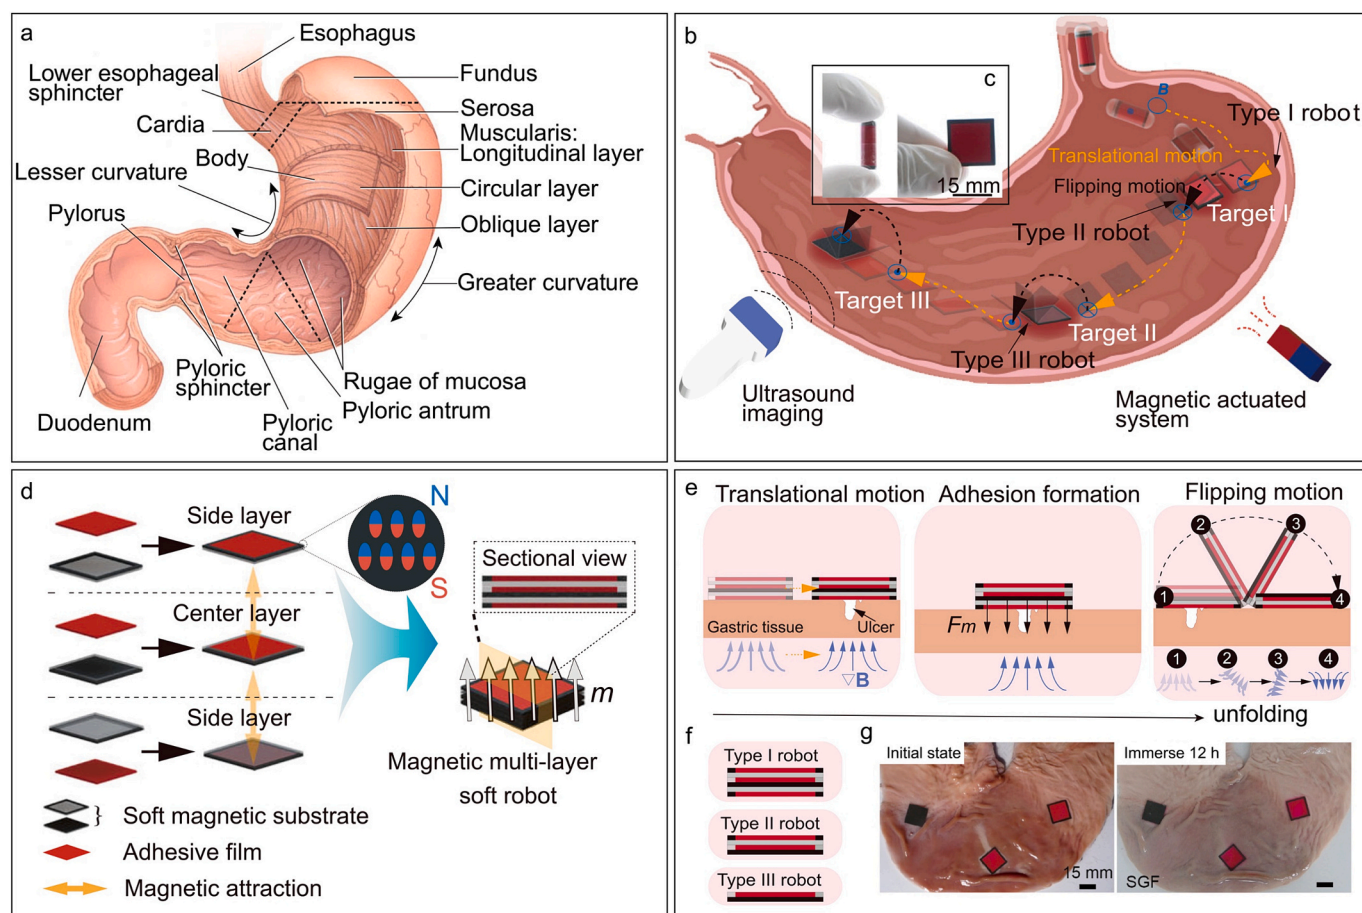 a
Esophagus
Lower esophageal
sphincter
Fundus
Serosa
Cardia
Muscularis:
Longitudinal layer
Body
Lesser curvature
Circular layer
Pylorus
Oblique layer
Greater curvature
Pyloric
sphincter
Rugae of mucosa
Duodenum
Pyloric
canal
Pyloric antrum
b
c
15 mm
B
Type I robot
Translational motion
Flipping motion
Target I
Type II robot
Target III
Target II
Type III robot
Ultrasound
imaging
Magnetic actuated
system
d
Side layer
N
S
Sectional view
Center layer
Side layer
m
Magnetic multi-layer
soft robot
Soft magnetic substrate
Adhesive film
Magnetic attraction
e
Translational motion
Adhesion formation
Flipping motion
2
3
1
4
Gastric tissue
Ulcer
Fm
▽B
1
2
3
4
unfolding
f
Type I robot
Type II robot
Type III robot
g
Initial state
Immerse 12 h
15 mm
SGF